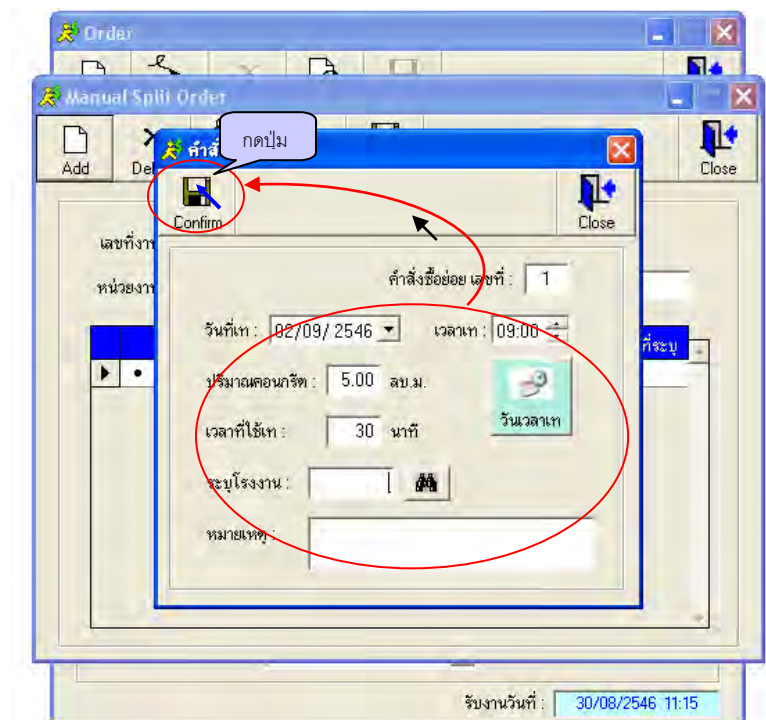 Order
Manual Split Order
Add
Close
กดปุ่ม
Confirm
Close
คำสั่งซื้อย่อย เลขที่ : 1
วันที่เท : 02/09/ 2546 เวลาเท : 09:00
ปริมาณคอนกรีต : 5.00 ลบ.ม.
เวลาที่ใช้เท : 30 นาที
วันเวลาเท
ระบุโรงงาน :
หมายเหตุ :
รับงานวันที่ : 30/08/2546 11:15